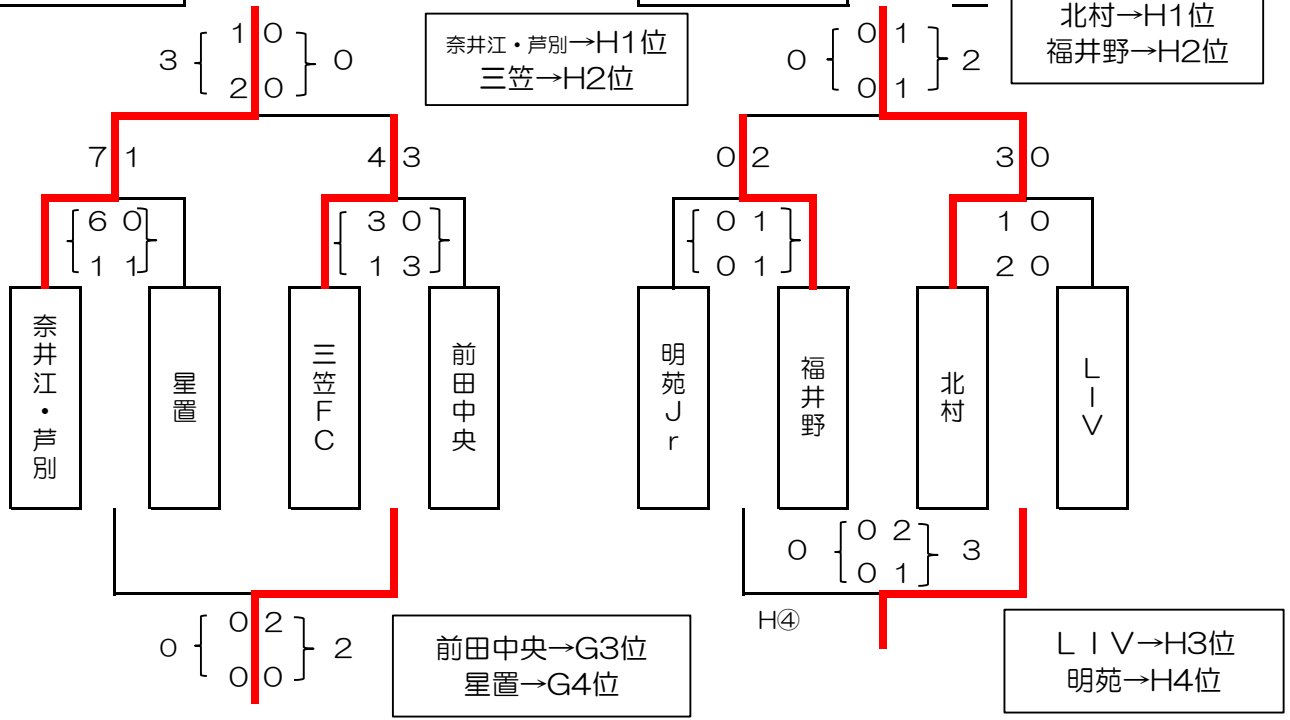 1 0
3 0
2 0
奈井江・芦別→H1位
三笠→H2位
0 1
0 2
0 1
北村→H1位
福井野→H2位
7 1
4 3
0 2
3 0
6 0
1 1
3 0
1 3
0 1
0 1
1 0
2 0
奈井江・芦別
星置
三笠FC
前田中央
明苑Jr
福井野
北村
LIV
0 2
0 3
0 1
H④
0 2
0 2
0 0
前田中央→G3位
星置→G4位
LIV→H3位
明苑→H4位